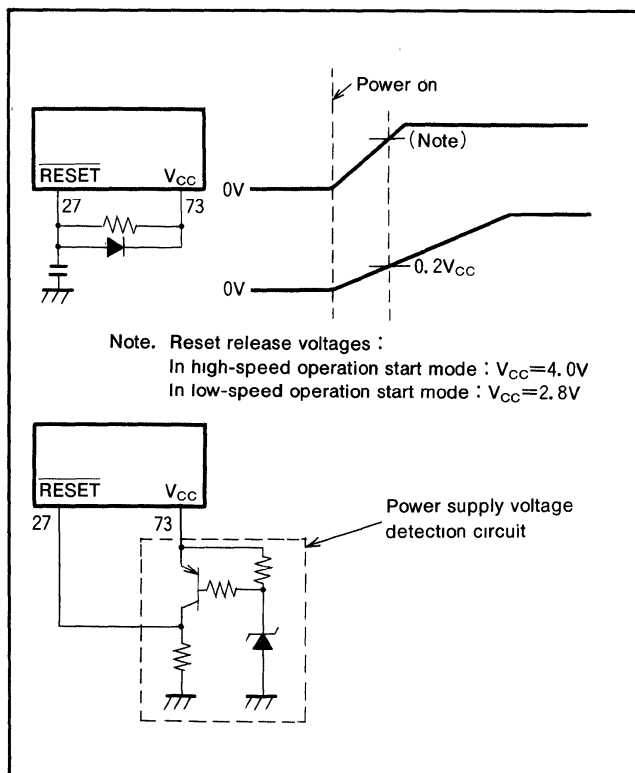 Power on
(Note)
RESET VCC
27 73
0V
0.2VCC
0V
Note. Reset release voltages :
In high-speed operation start mode : VCC=4.0V
In low-speed operation start mode : VCC=2.8V
RESET VCC
27 73
Power supply voltage
detection circuit